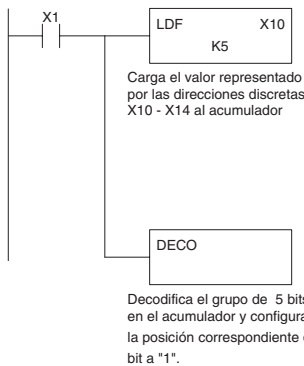 X1
LDF X10
K5
Carga el valor representado
por las direcciones discretas
X10 - X14 al acumulador
DECO
Decodifica el grupo de 5 bits
en el acumulador y configura
la posición correspondiente
bit a "1".